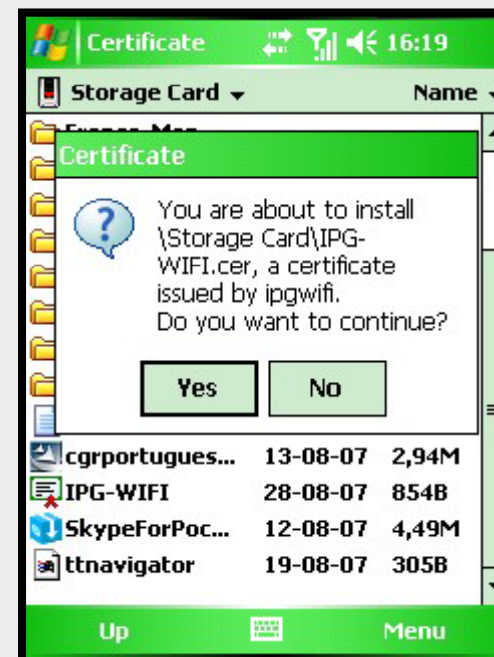 Certificate 16:19
Storage Card Name
Certificate
You are about to install
\Storage Card\IPG-
WIFI.cer, a certificate
issued by ipgwifi.
Do you want to continue?
Yes No
cgrportugues... 13-08-07 2,94M
IPG-WIFI 28-08-07 854B
SkypeForPoc... 12-08-07 4,49M
ttnavigator 19-08-07 305B
Up Menu